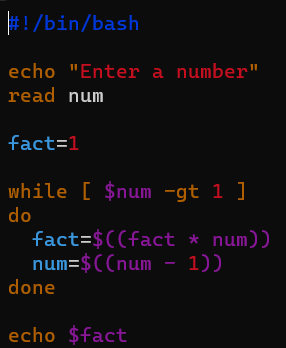 #!/bin/bash
echo "Enter a number"
read num
fact=1
while [ $num -gt 1 ]
do
  fact=$((fact * num))
  num=$((num - 1))
done
echo $fact